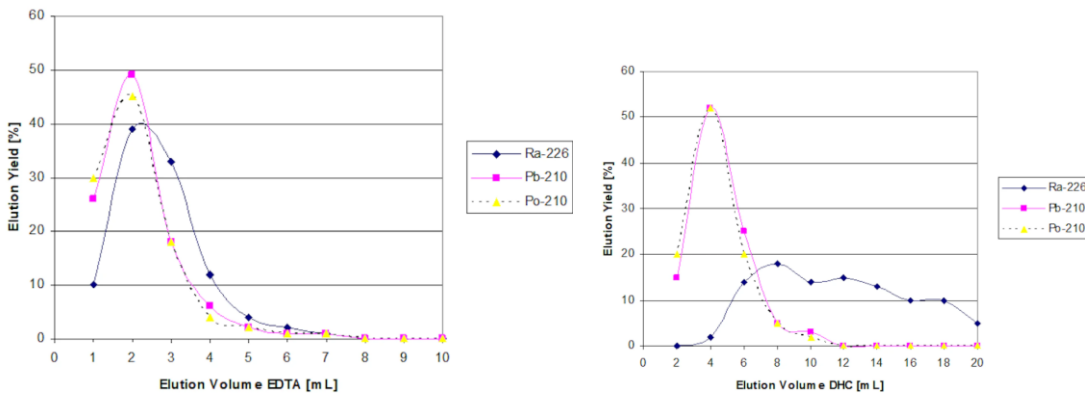 60
50
40
30
20
10
0
Elution Yield [%]
0 1 2 3 4 5 6 7 8 9 10
Elution Volume EDTA [mL]
Ra-226
Pb-210
Po-210
60
50
40
30
20
10
0
Elution Yield [%]
0 2 4 6 8 10 12 14 16 18 20
Elution Volume DHC [mL]
Ra-226
Pb-210
Po-210